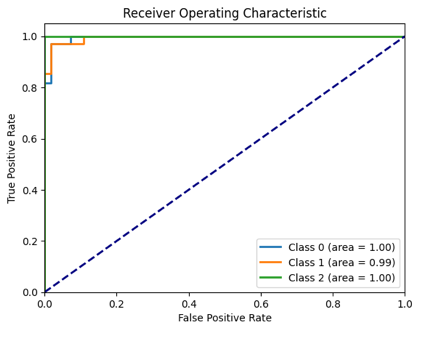 Receiver Operating Characteristic
True Positive Rate
1.0
0.8
0.6
0.4
0.2
0.0
Class 0 (area = 1.00)
Class 1 (area = 0.99)
Class 2 (area = 1.00)
0.0 0.2 0.4 0.6 0.8 1.0
False Positive Rate